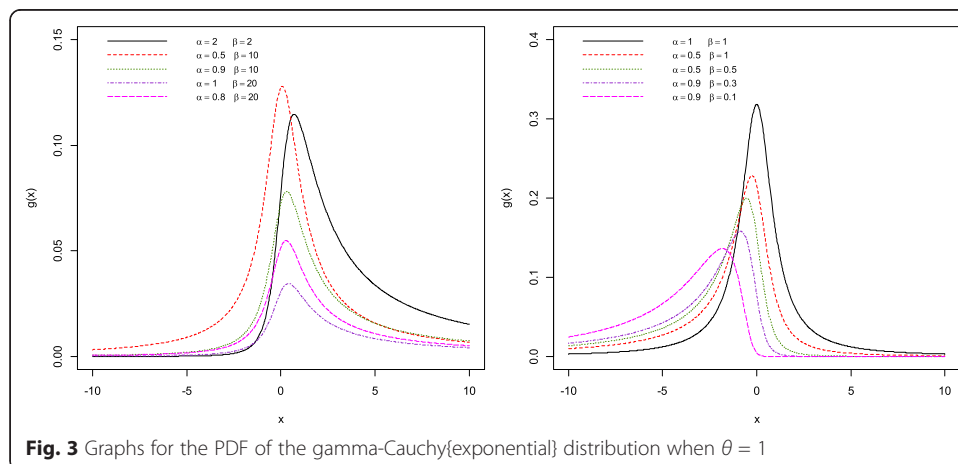 α = 2 β = 2
α = 0.5 β = 10
α = 0.9 β = 10
α = 1 β = 20
α = 0.8 β = 20
0.15
0.10
0.05
0.00
g(x)
-10 -5 0 5 10
x
α = 1 β = 1
α = 0.5 β = 1
α = 0.5 β = 0.5
α = 0.9 β = 0.3
α = 0.9 β = 0.1
0.4
0.3
0.2
0.1
0.0
g(x)
-10 -5 0 5 10
x
Fig. 3 Graphs for the PDF of the gamma-Cauchy{exponential} distribution when θ = 1